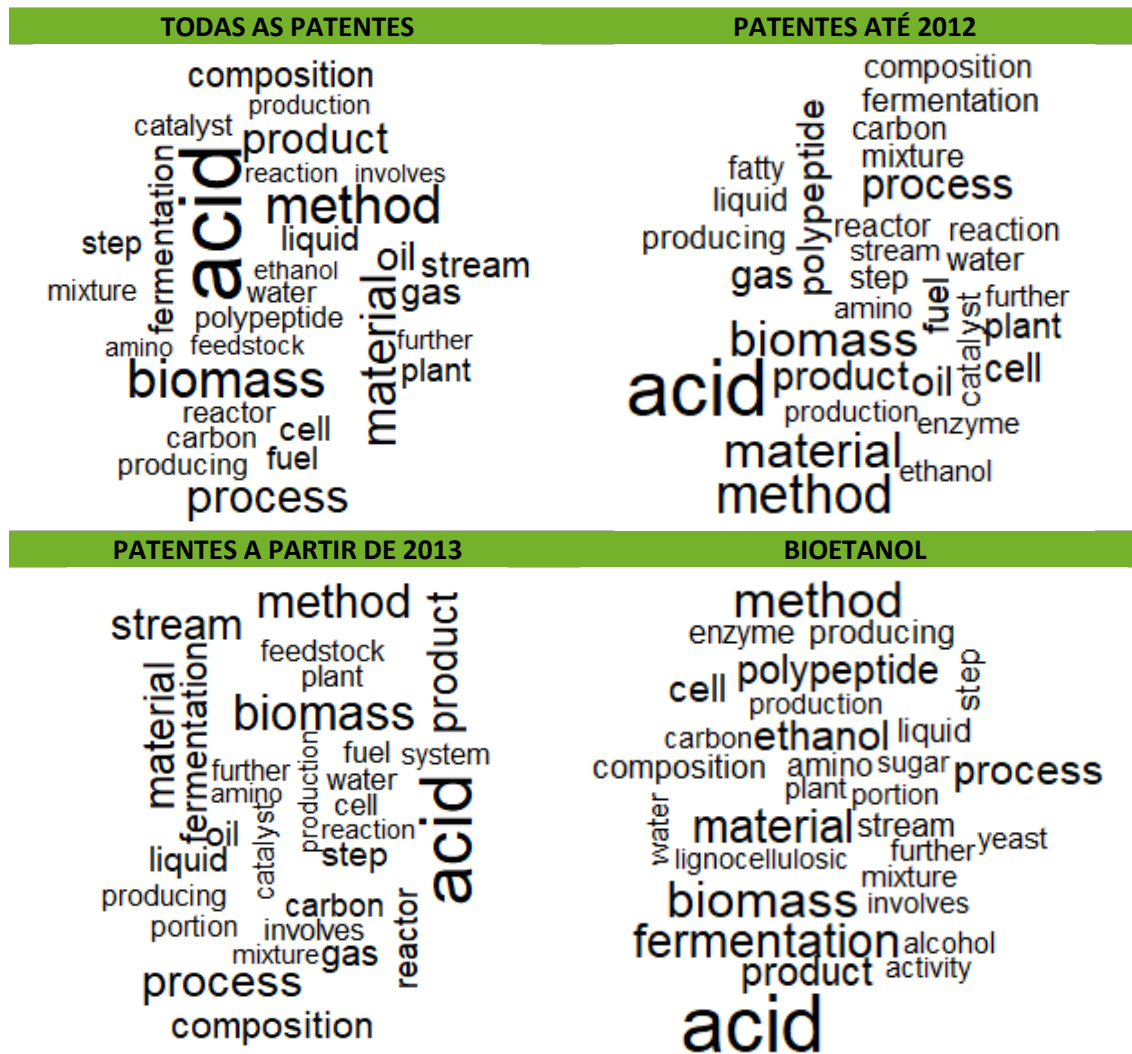 TODAS AS PATENTES
composition
production
catalyst
product
fermentation
acid
reaction involves
method
step
liquid
oil
stream
ethanol
mixture
water
material
gas
polypeptide
further
amino
feedstock
plant
biomass
reactor
carbon
cell
producing
fuel
process
PATENTES ATÉ 2012
composition
fermentation
polypeptide
carbon
mixture
fatty
process
liquid
reactor
reaction
producing
stream
water
gas
step
fuel
further
amino
catalyst
plant
biomass
acid
product
oil
cell
production
enzyme
material
ethanol
method
PATENTES A PARTIR DE 2013
method
product
stream
feedstock
material
fermentation
plant
biomass
production
fuel
system
further
water
amino
cell
acid
catalyst
oil
reaction
liquid
step
producing
carbon
reactor
portion
involves
mixture
gas
process
composition
BIOETANOL
method
enzyme
producing
polypeptide
step
cell
production
carbon
ethanol
liquid
composition
amino
sugar
process
plant
portion
water
material
stream
yeast
lignocellulosic
further
mixture
biomass
involves
fermentation
alcohol
product
activity
acid